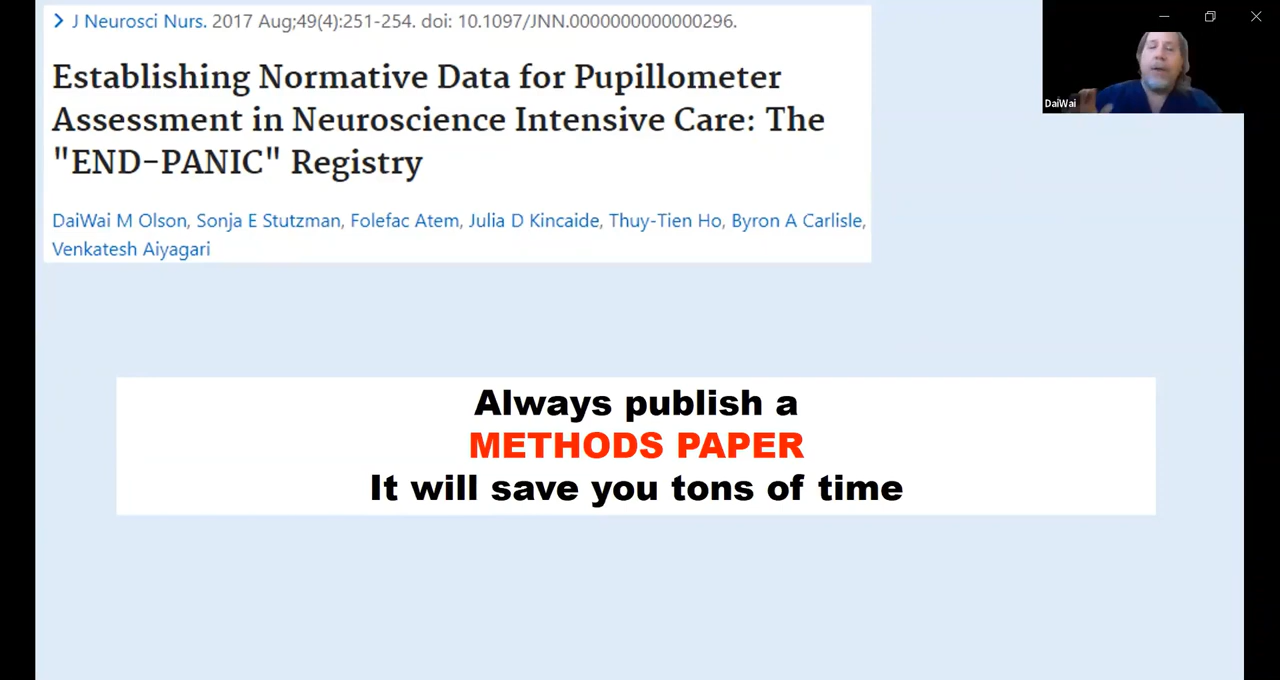 J Neurosci Nurs. 2017 Aug;49(4):251-254. doi: 10.1097/JNN.0000000000000296.
Establishing Normative Data for Pupillometer
Assessment in Neuroscience Intensive Care: The
"END-PANIC" Registry
DaiWai M Olson, Sonja E Stutzman, Folefac Atem, Julia D Kincaide, Thuy-Tien Ho, Byron A Carlisle,
Venkatesh Aiyagari
DaiWai
Always publish a
METHODS PAPER
It will save you tons of time